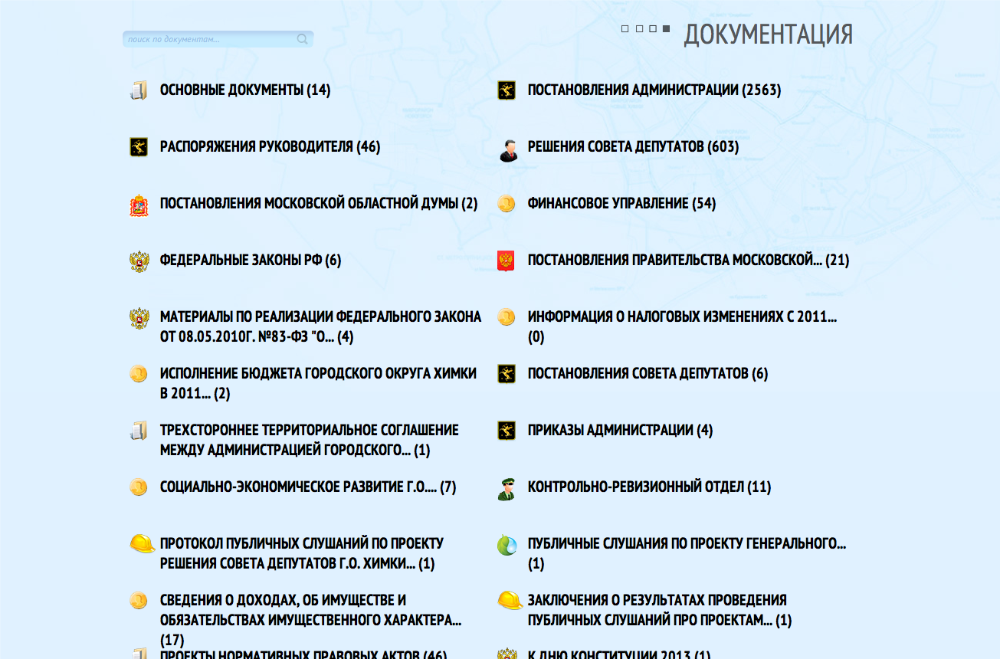 поиск по документам...
ДОКУМЕНТАЦИЯ
ОСНОВНЫЕ ДОКУМЕНТЫ (14)
ПОСТАНОВЛЕНИЯ АДМИНИСТРАЦИИ (2563)
РАСПОРЯЖЕНИЯ РУКОВОДИТЕЛЯ (46)
РЕШЕНИЯ СОВЕТА ДЕПУТАТОВ (603)
ПОСТАНОВЛЕНИЯ МОСКОВСКОЙ ОБЛАСТНОЙ ДУМЫ (2)
ФИНАНСОВОЕ УПРАВЛЕНИЕ (54)
ФЕДЕРАЛЬНЫЕ ЗАКОНЫ РФ (6)
ПОСТАНОВЛЕНИЯ ПРАВИТЕЛЬСТВА МОСКОВСКОЙ... (21)
МАТЕРИАЛЫ ПО РЕАЛИЗАЦИИ ФЕДЕРАЛЬНОГО ЗАКОНА
ОТ 08.05.2010Г. №83-ФЗ "О... (4)
ИНФОРМАЦИЯ О НАЛОГОВЫХ ИЗМЕНЕНИЯХ С 2011...
(0)
ИСПОЛНЕНИЕ БЮДЖЕТА ГОРОДСКОГО ОКРУГА ХИМКИ
В 2011... (2)
ПОСТАНОВЛЕНИЯ СОВЕТА ДЕПУТАТОВ (6)
ТРЕХСТОРОННЕЕ ТЕРРИТОРИАЛЬНОЕ СОГЛАШЕНИЕ
МЕЖДУ АДМИНИСТРАЦИЕЙ ГОРОДСКОГО... (1)
ПРИКАЗЫ АДМИНИСТРАЦИИ (4)
СОЦИАЛЬНО-ЭКОНОМИЧЕСКОЕ РАЗВИТИЕ Г.О.... (7)
КОНТРОЛЬНО-РЕВИЗИОННЫЙ ОТДЕЛ (11)
ПРОТОКОЛ ПУБЛИЧНЫХ СЛУШАНИЙ ПО ПРОЕКТУ
РЕШЕНИЯ СОВЕТА ДЕПУТАТОВ Г.О. ХИМКИ... (1)
ПУБЛИЧНЫЕ СЛУШАНИЯ ПО ПРОЕКТУ ГЕНЕРАЛЬНОГО...
(1)
СВЕДЕНИЯ О ДОХОДАХ, ОБ ИМУЩЕСТВЕ И
ОБЯЗАТЕЛЬСТВАХ ИМУЩЕСТВЕННОГО ХАРАКТЕРА...
(17)
ЗАКЛЮЧЕНИЯ О РЕЗУЛЬТАТАХ ПРОВЕДЕНИЯ
ПУБЛИЧНЫХ СЛУШАНИЙ ПРО ПРОЕКТАМ... (1)
ПРОЕКТЫ НОРМАТИВНЫХ ПРАВОВЫХ АКТОВ (46)
К ДНЮ КОНСТИТУЦИИ 2013 (1)